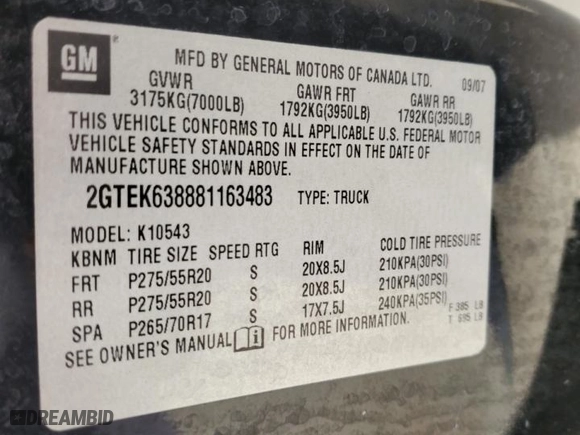 GM
MFD BY GENERAL MOTORS OF CANADA LTD.
09/07
GVWR GAWR FRT GAWR RR
3175KG(7000LB) 1792KG(3950LB) 1792KG(3950LB)
THIS VEHICLE CONFORMS TO ALL APPLICABLE U.S. FEDERAL MOTOR
VEHICLE SAFETY STANDARDS IN EFFECT ON THE DATE OF
MANUFACTURE SHOWN ABOVE.
2GTEK638881163483 TYPE: TRUCK
MODEL: K10543
KBNM TIRE SIZE SPEED RTG RIM COLD TIRE PRESSURE
FRT P275/55R20 S 20X8.5J 210KPA(30PSI)
RR P275/55R20 S 20X8.5J 210KPA(30PSI)
SPA P265/70R17 S 17X7.5J 240KPA(35PSI)
F 385 LB
T 695 LB
SEE OWNER'S MANUAL i FOR MORE INFORMATION.
DREAMBID